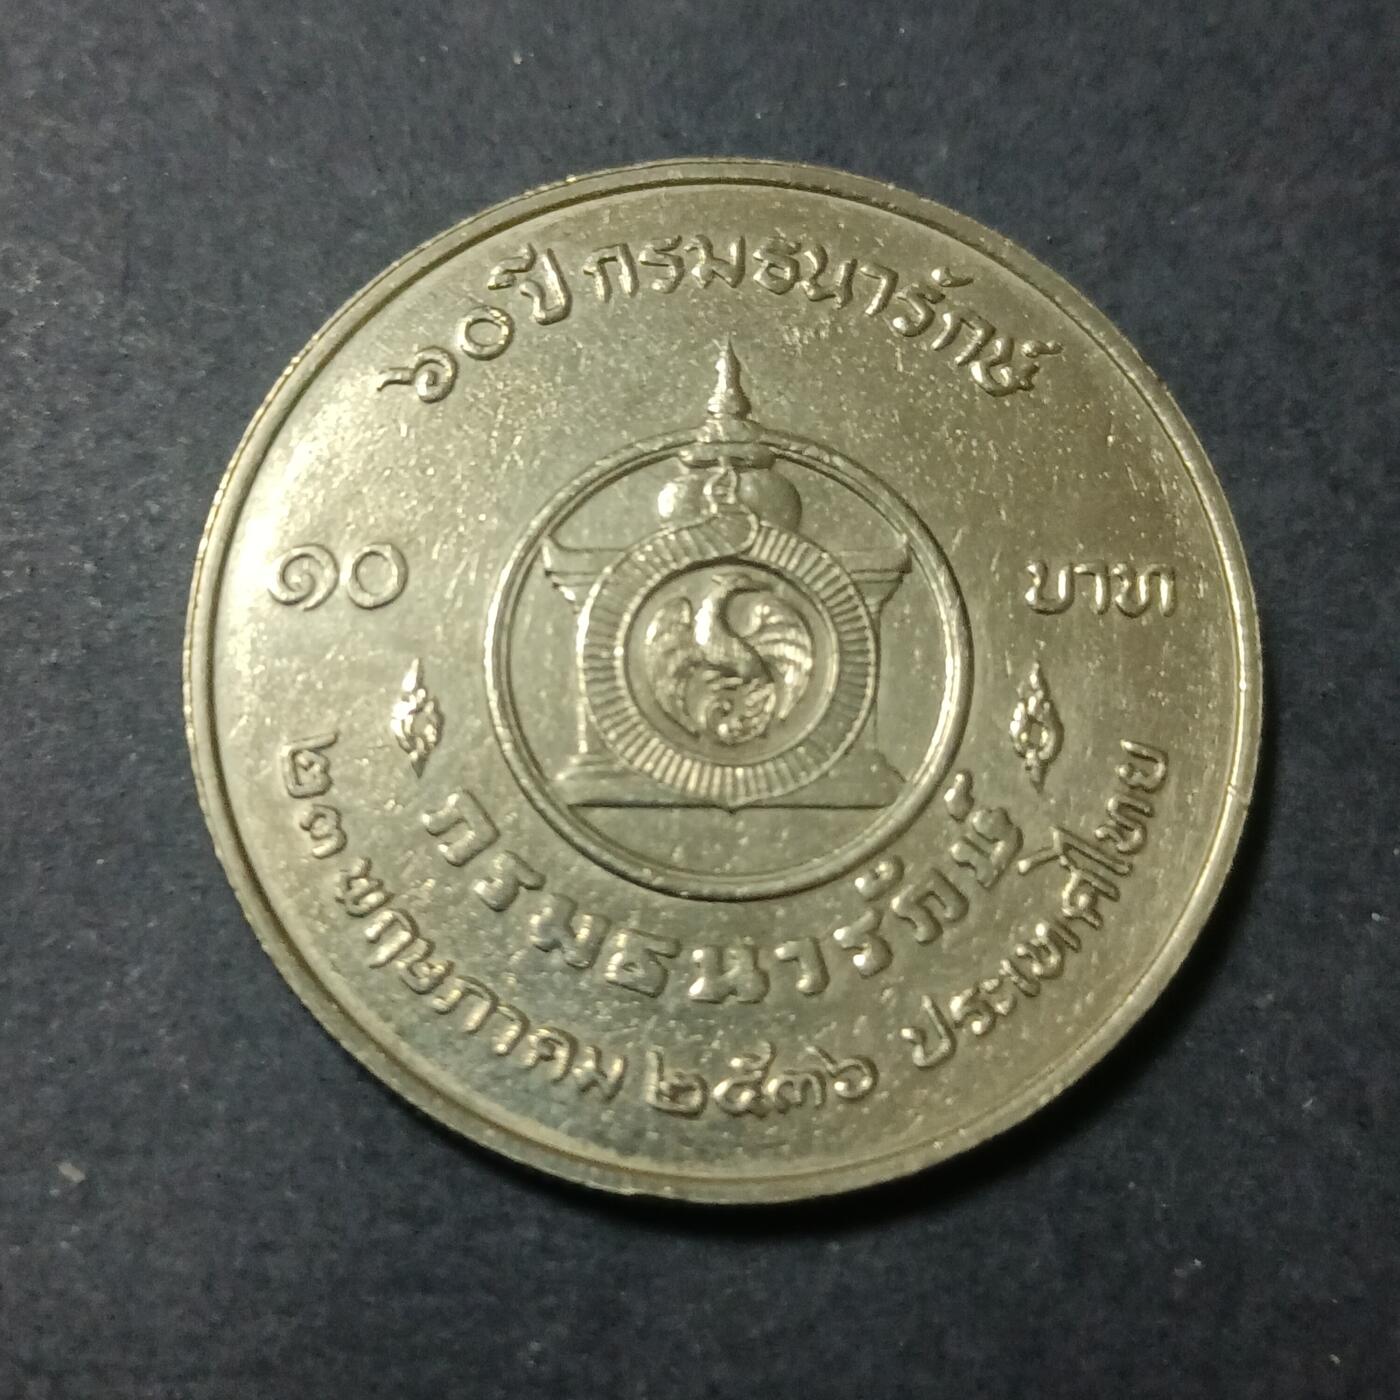 ๖๐ ปี กรมธนารักษ์
๑๐ บาท
กรมธนารักษ์
๒๓ พฤษภาคม ๒๕๓๖ ประเทศไทย